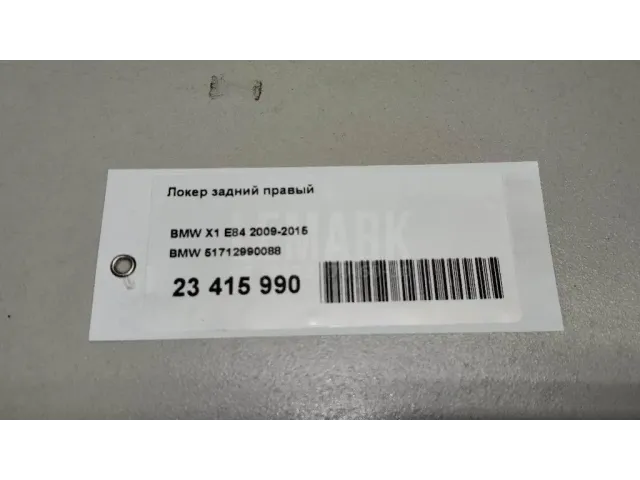 Локер задний правый
BMW X1 E84 2009-2015
BMW 51712990088
23 415 990